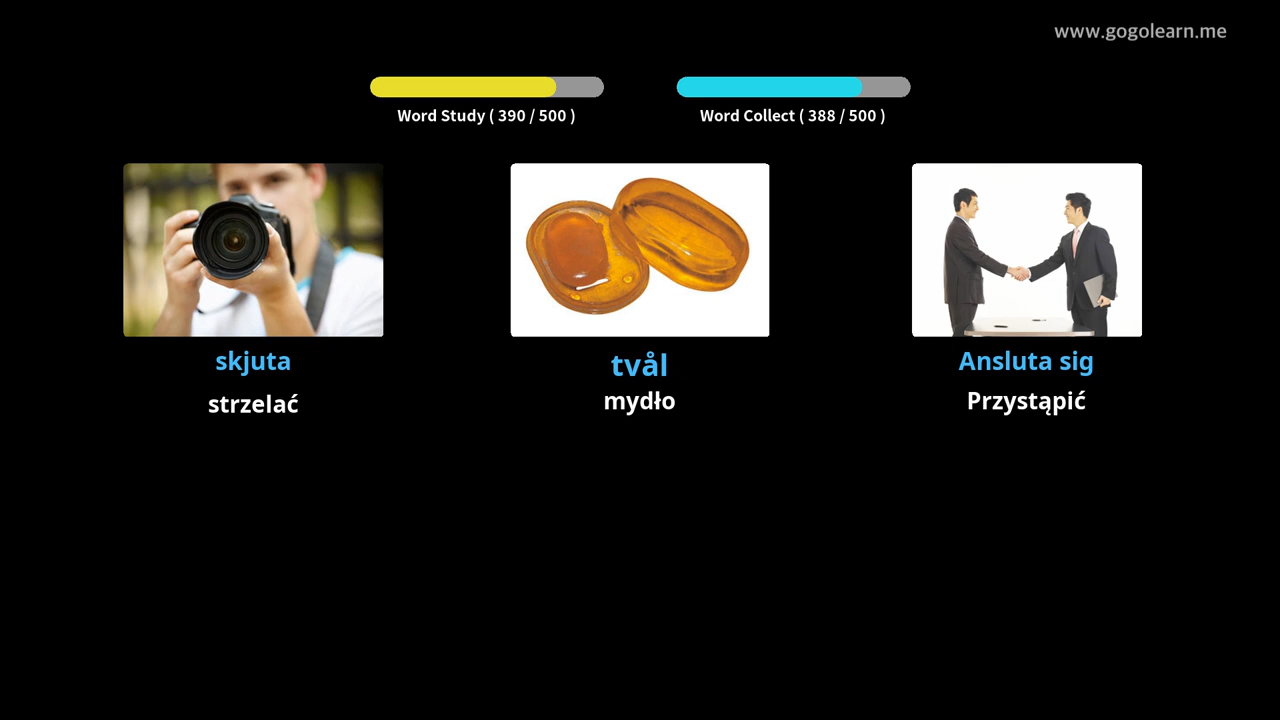 www.gogolearn.me
Word Study ( 390 / 500 )
Word Collect ( 388 / 500 )
skjuta
strzelać
tvål
mydło
Ansluta sig
Przystąpić